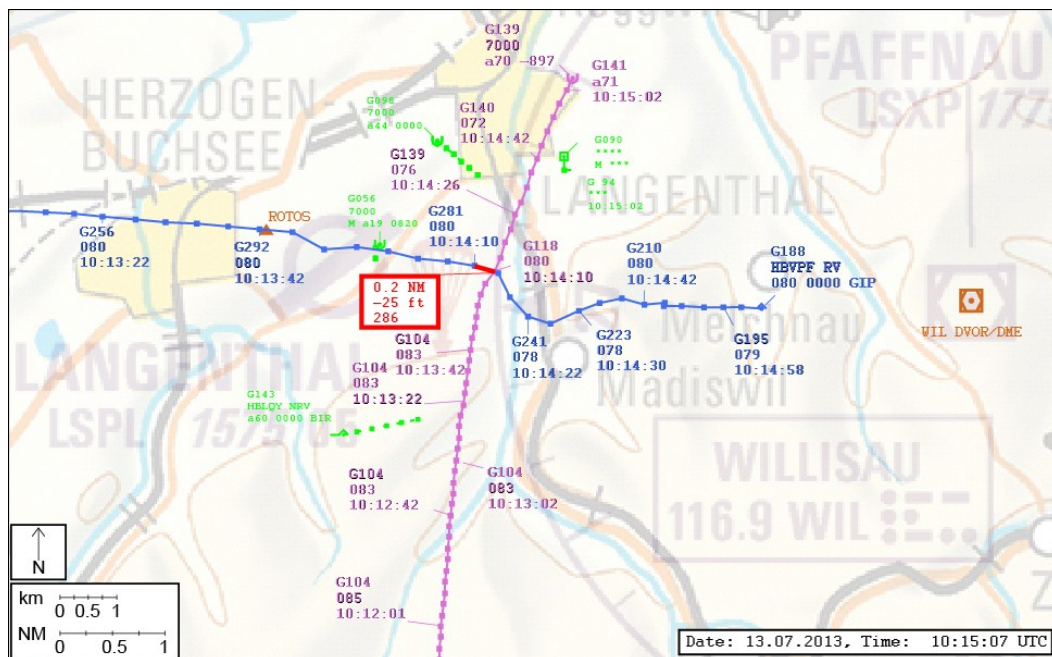 G139
7000
a70 -897
G141
a71
10:15:02
PFAFFNAU
LSXP 177
HERZOGEN-
BUCHSEE
G098
7000
a44 0000
G140
072
10:14:42
G139
076
10:14:26
G090
****
M ***
G 94
***
10:15:02
LANGENTHAL
G056
7000
M a19 0820
ROTOS
G256
080
10:13:22
G292
080
10:13:42
G281
080
10:14:10
G118
080
10:14:10
G210
080
10:14:42
G188
HBVPF RV
080 0000 GIP
0.2 NM
-25 ft
286
WIL DVOR/DME
G104
083
10:13:42
G241
078
10:14:22
G223
078
10:14:30
G195
079
10:14:58
Melchnau
Madiswil
LANGENTHAL
LSPL
G104
083
10:13:22
G143
HBLQY NRV
a60 0000 BIR
WILLISAU
116.9 WIL
G104
083
10:12:42
G104
083
10:13:02
G104
085
10:12:01
N
km 0 0.5 1
NM 0 0.5 1
Date: 13.07.2013, Time: 10:15:07 UTC